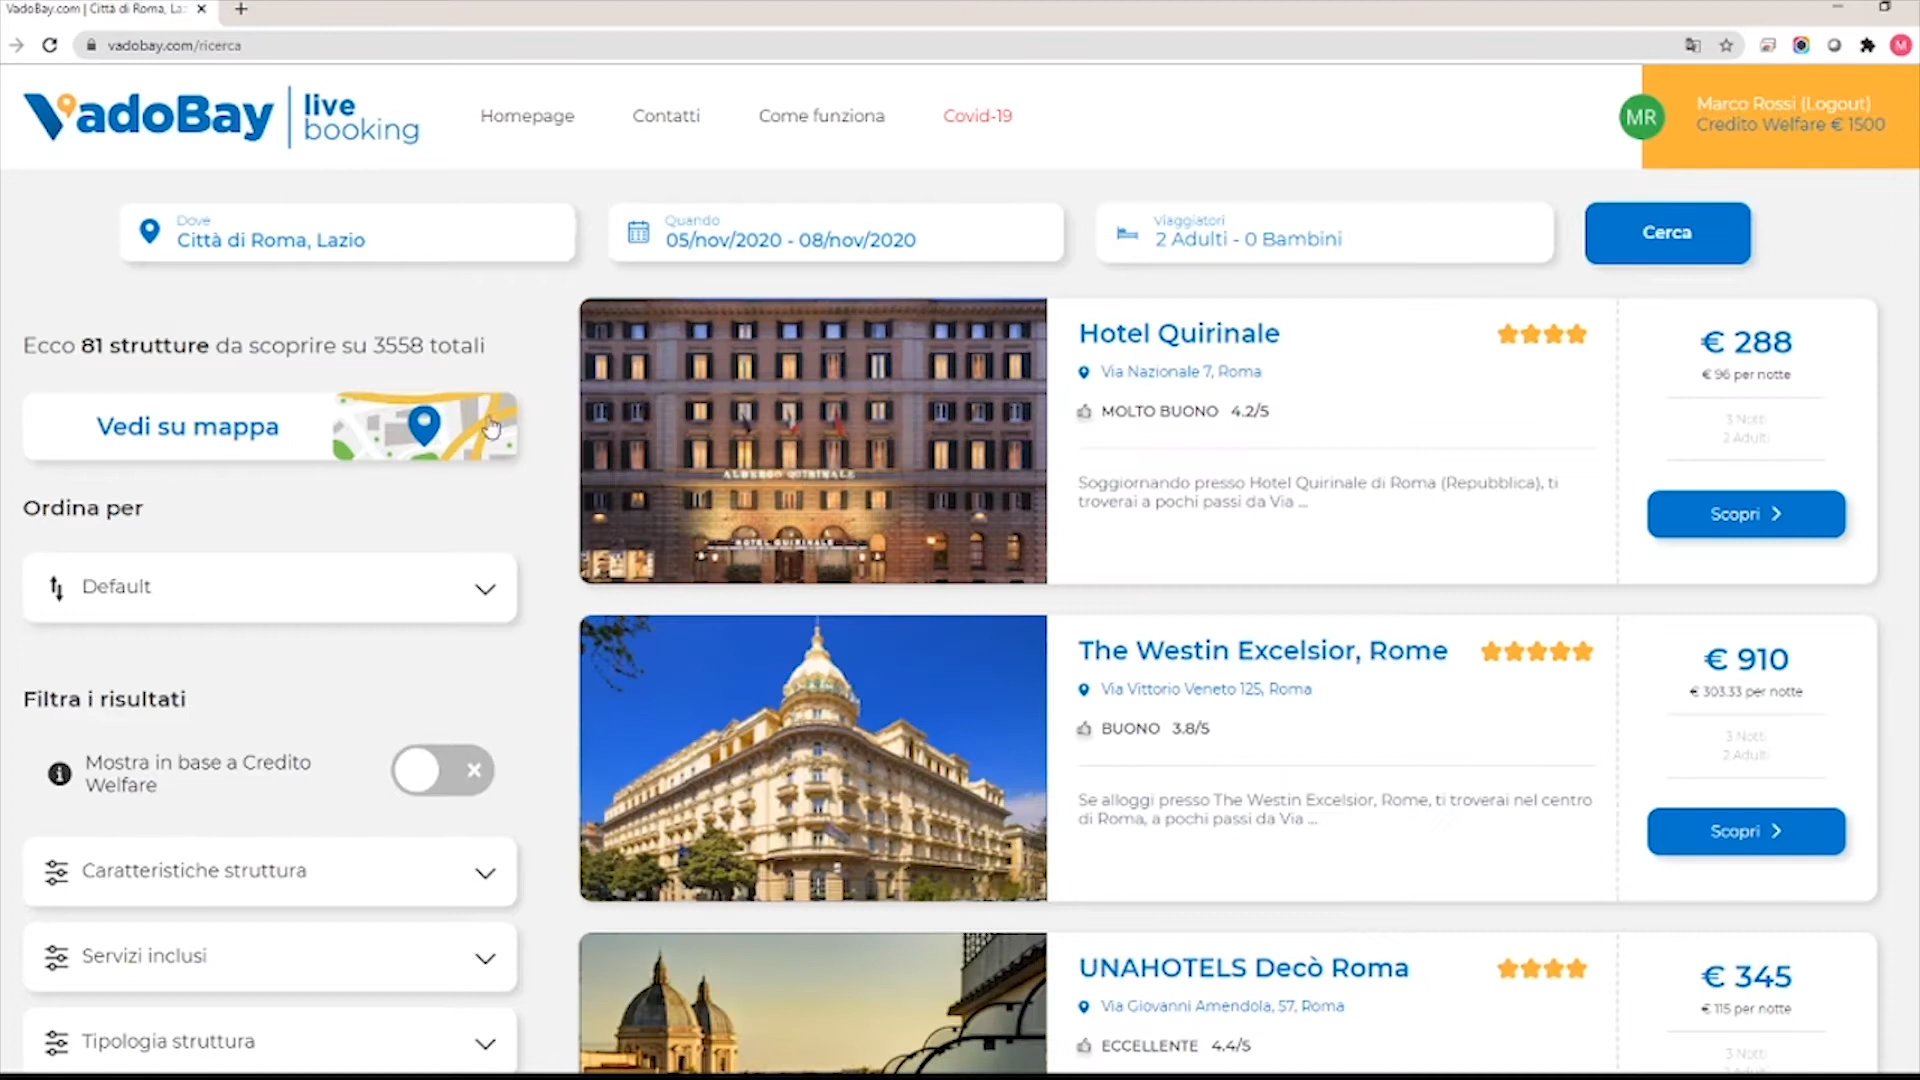 VadoBay.com | Città di Roma, La
vadobay.com/ricerca
M
VadoBay live booking
Homepage
Contatti
Come funziona
Covid-19
MR
Marco Rossi (Logout)
Credito Welfare € 1500
Dove
Città di Roma, Lazio
Quando
05/nov/2020 - 08/nov/2020
Viaggiatori
2 Adulti - 0 Bambini
Cerca
Ecco 81 strutture da scoprire su 3558 totali
Vedi su mappa
Ordina per
Default
Filtra i risultati
Mostra in base a Credito
Welfare
Caratteristiche struttura
Servizi inclusi
Tipologia struttura
ALBERGO QUIRINALE
HOTEL QUIRINALE
Hotel Quirinale
Via Nazionale 7, Roma
MOLTO BUONO 4.2/5
Soggiornando presso Hotel Quirinale di Roma (Repubblica), ti
troverai a pochi passi da Via ...
€ 288
€ 96 per notte
3 Notti
2 Adulti
Scopri
The Westin Excelsior, Rome
Via Vittorio Veneto 125, Roma
BUONO 3.8/5
Se alloggi presso The Westin Excelsior, Rome, ti troverai nel centro
di Roma, a pochi passi da Via ...
€ 910
€ 303.33 per notte
3 Notti
2 Adulti
Scopri
UNAHOTELS Decò Roma
Via Giovanni Amendola, 57, Roma
ECCELLENTE 4.4/5
€ 345
€ 115 per notte
3 Notti
2 Adulti